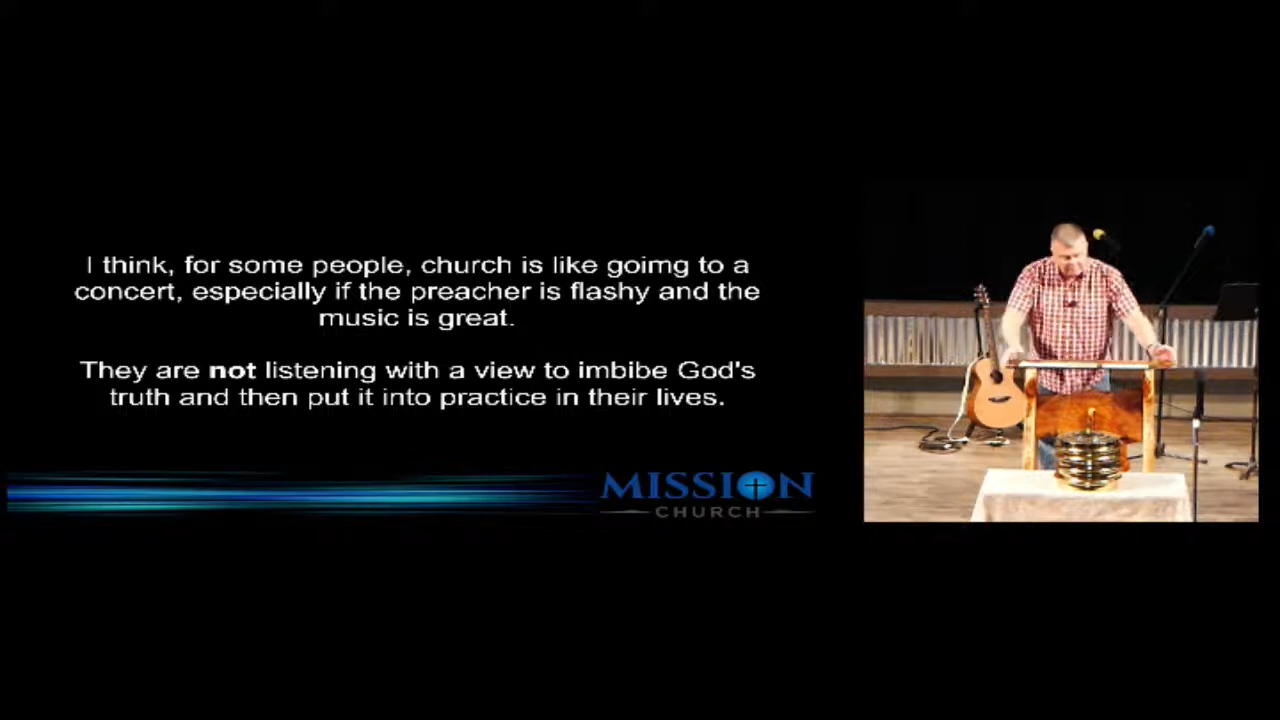 I think, for some people, church is like goimg to a
concert, especially if the preacher is flashy and the
music is great.
They are not listening with a view to imbibe God's
truth and then put it into practice in their lives.
MISSION
CHURCH